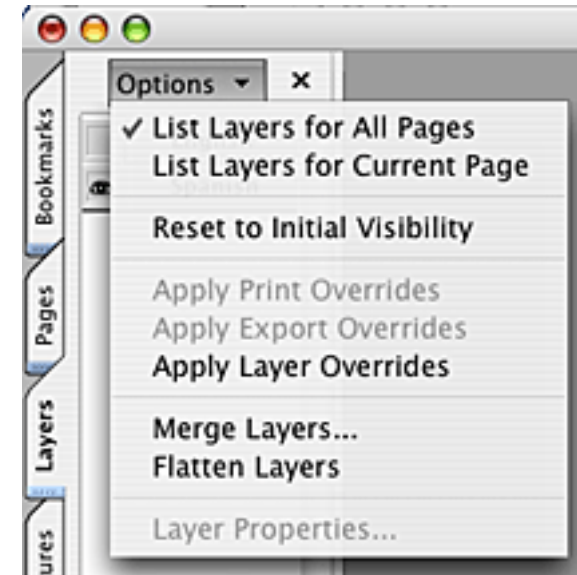 Options
List Layers for All Pages
List Layers for Current Page
Reset to Initial Visibility
Apply Print Overrides
Apply Export Overrides
Apply Layer Overrides
Merge Layers...
Flatten Layers
Layer Properties...
Bookmarks
Pages
Layers